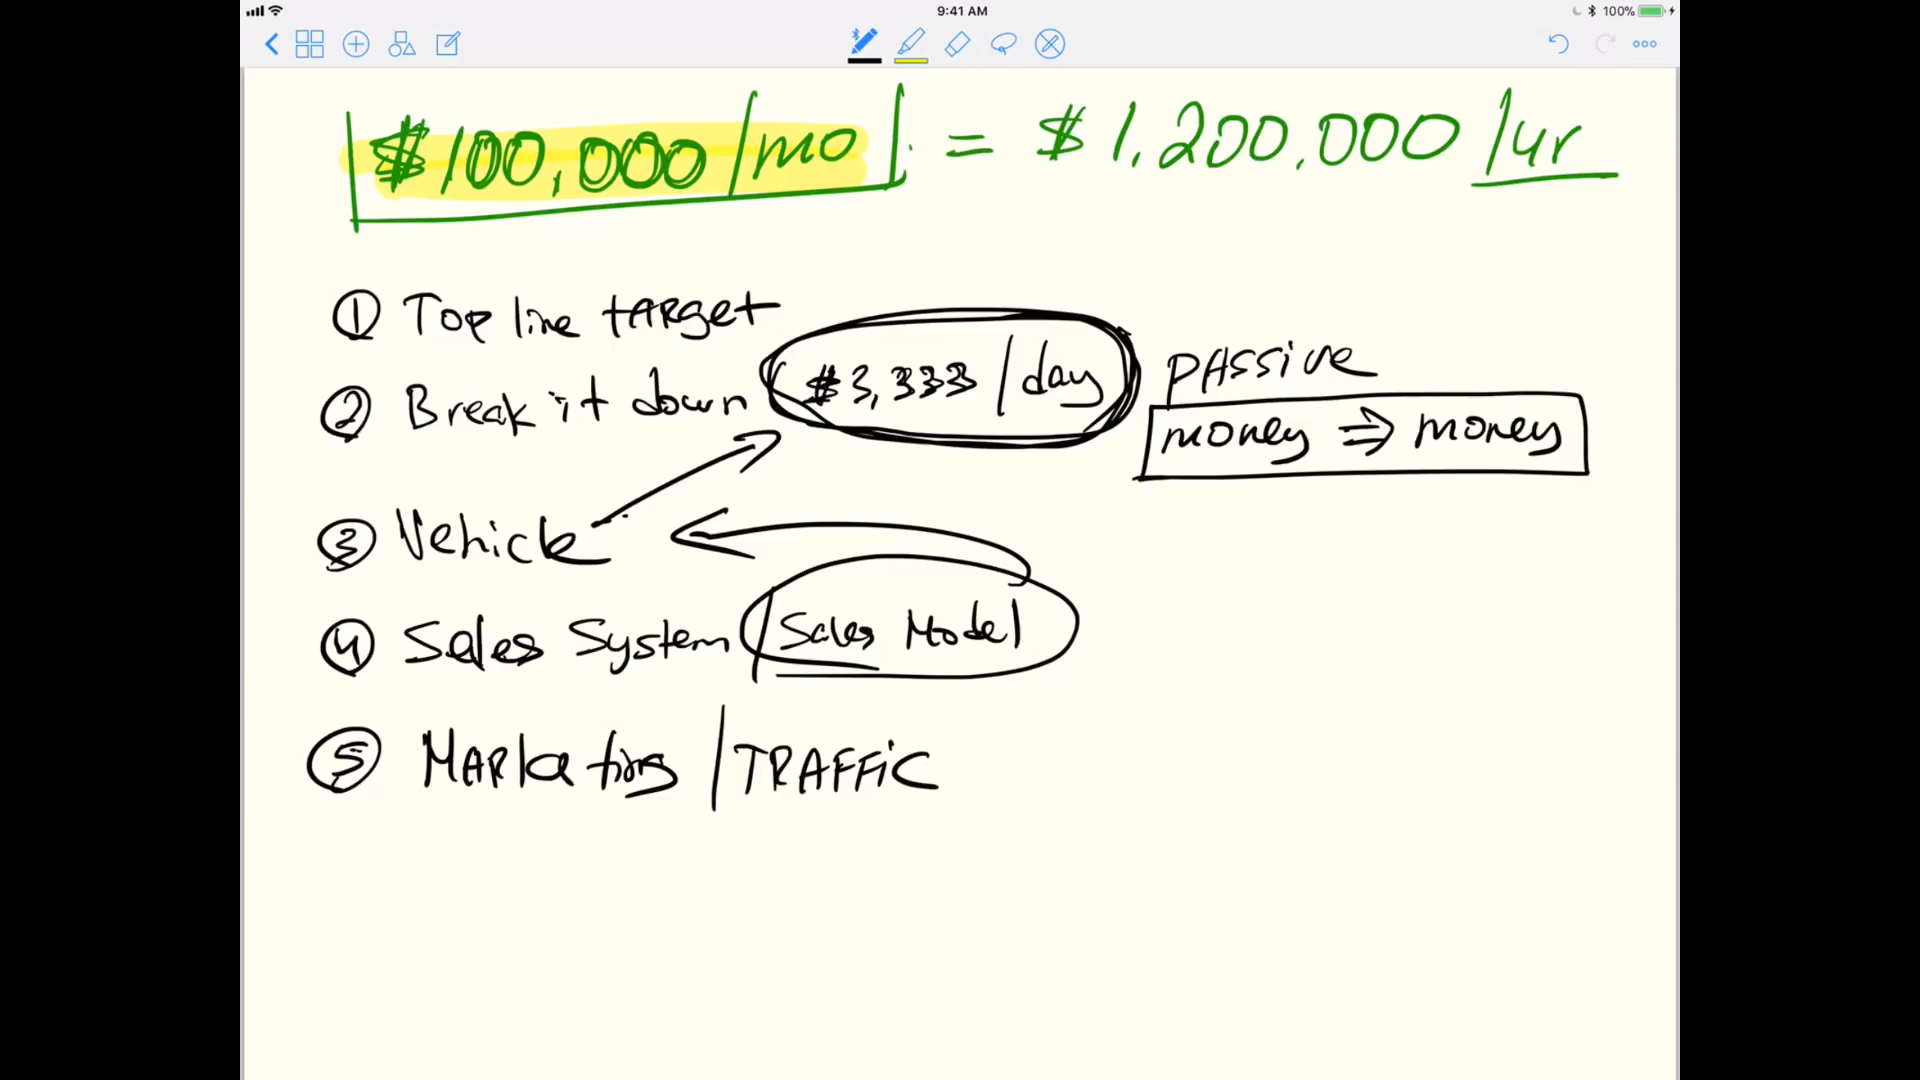 9:41 AM
100%
$100,000/mo = $1,200,000/yr
① Top line target
② Break it down $3,333/day
PASSIVE
money ⇒ money
③ Vehicle
④ Sales System/Sales Model
⑤ Marketing/TRAFFIC